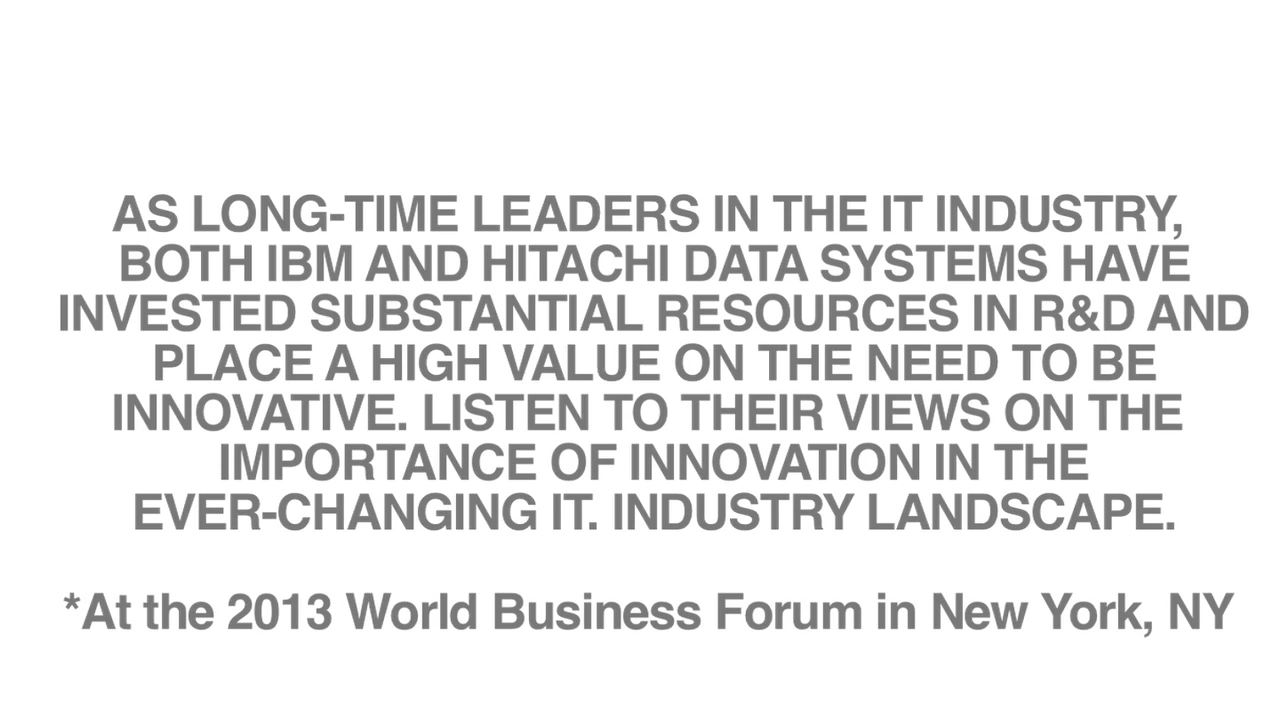 AS LONG-TIME LEADERS IN THE IT INDUSTRY,
BOTH IBM AND HITACHI DATA SYSTEMS HAVE
INVESTED SUBSTANTIAL RESOURCES IN R&D AND
PLACE A HIGH VALUE ON THE NEED TO BE
INNOVATIVE. LISTEN TO THEIR VIEWS ON THE
IMPORTANCE OF INNOVATION IN THE
EVER-CHANGING IT. INDUSTRY LANDSCAPE.
*At the 2013 World Business Forum in New York, NY